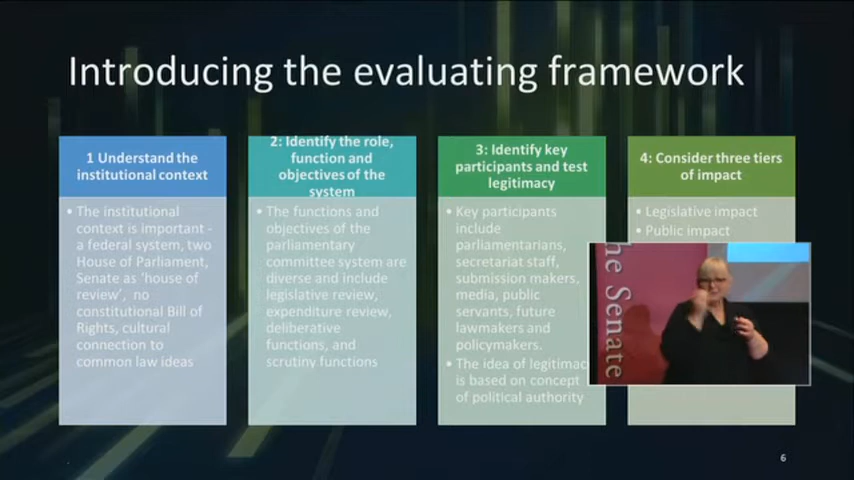 Introducing the evaluating framework
1 Understand the
institutional context
• The institutional
context is important -
a federal system, two
House of Parliament,
Senate as ‘house of
review’, no
constitutional Bill of
Rights, cultural
connection to
common law ideas
2: Identify the role,
function and
objectives of the
system
• The functions and
objectives of the
parliamentary
committee system are
diverse and include
legislative review,
expenditure review,
deliberative
functions, and
scrutiny functions
3: Identify key
participants and test
legitimacy
• Key participants
include
parliamentarians,
secretariat staff,
submission makers,
media, public
servants, future
lawmakers and
policymakers.
• The idea of legitimac
is based on concept
of political authority
4: Consider three tiers
of impact
• Legislative impact
• Public impact
he Senate
6